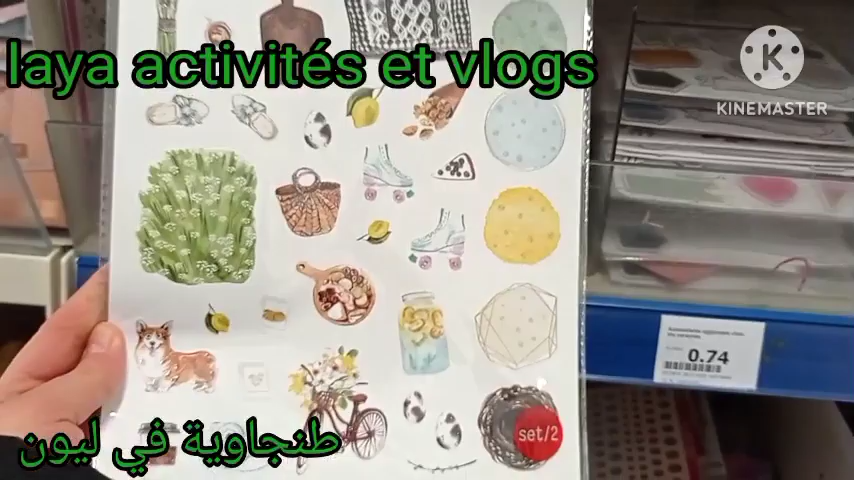 laya activités et vlogs
K
KINEMASTER
0.74
set/2
طنجاوية في ليون